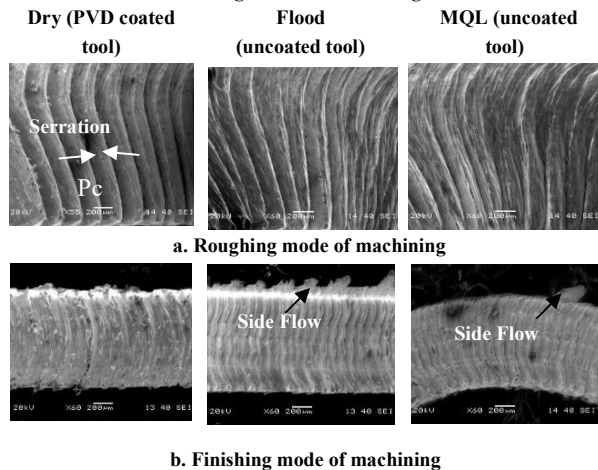 Dry (PVD coated
tool)
Flood
(uncoated tool)
MQL (uncoated
tool)
Serration
Pc
20kV X55 200μm 14 40 SEI
20kV X60 200μm 14 40 SEI
20kV X60 200μm 14 40 SEI
a. Roughing mode of machining
Side Flow
Side Flow
20kV X60 200μm 13 40 SEI
20kV X60 200μm 13 40 SEI
20kV X60 200μm 14 40 SEI
b. Finishing mode of machining